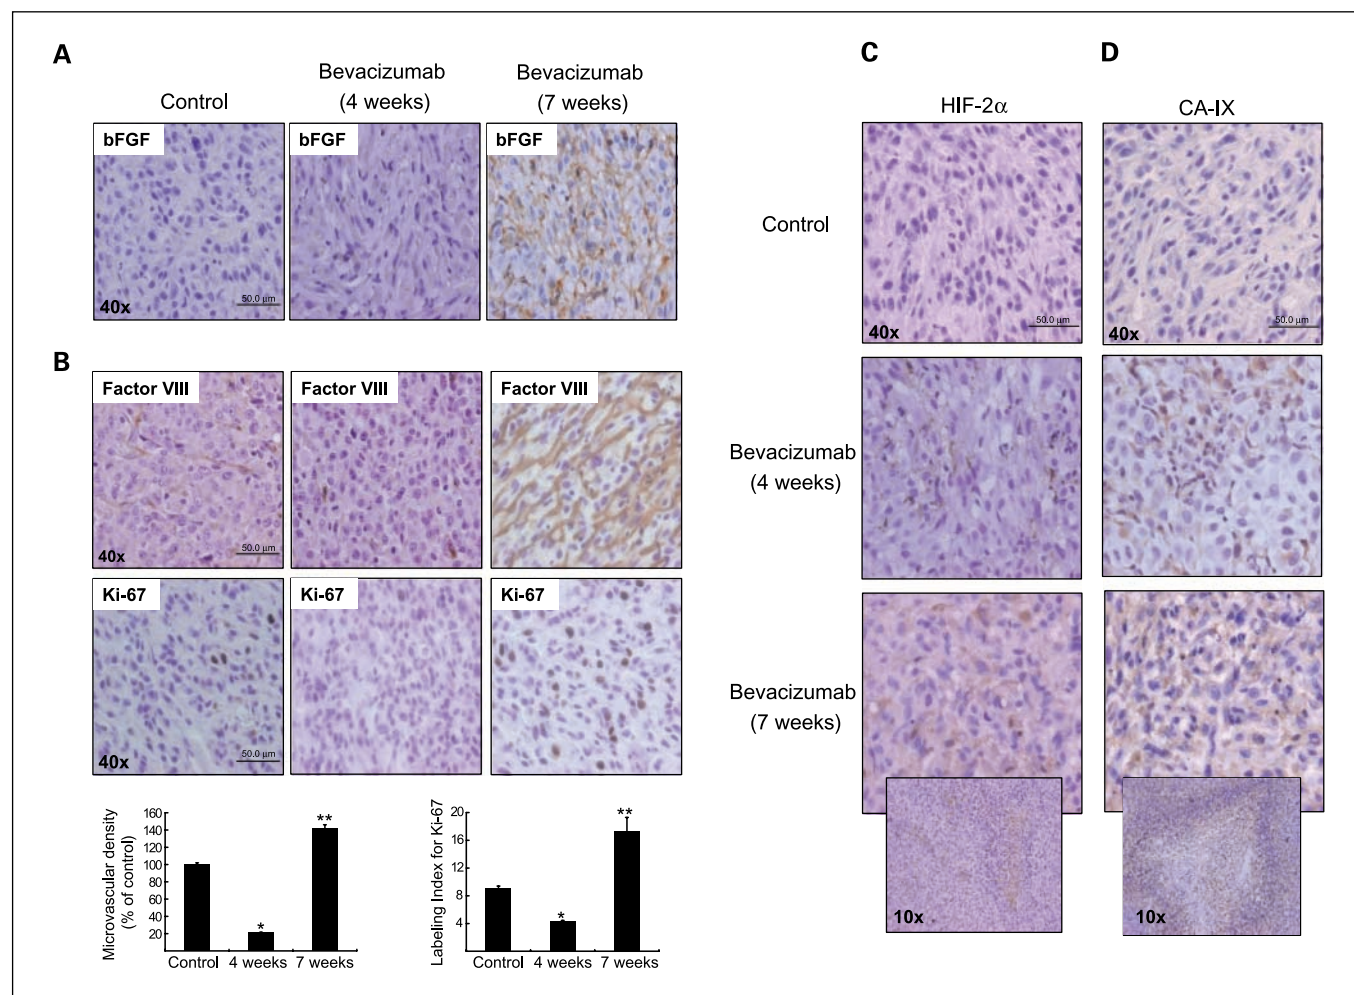 A
Control
Bevacizumab
(4 weeks)
Bevacizumab
(7 weeks)
bFGF
bFGF
bFGF
40x
50.0 µm
B
Factor VIII
Factor VIII
Factor VIII
40x
50.0 µm
Ki-67
Ki-67
Ki-67
40x
50.0 µm
Microvascular density
(% of control)
160
140
120
100
80
60
40
20
*
**
Control 4 weeks 7 weeks
Labeling Index for Ki-67
20
16
12
8
4
*
**
Control 4 weeks 7 weeks
C
D
HIF-2α
CA-IX
Control
40x
50.0 µm
40x
50.0 µm
Bevacizumab
(4 weeks)
Bevacizumab
(7 weeks)
10x
10x